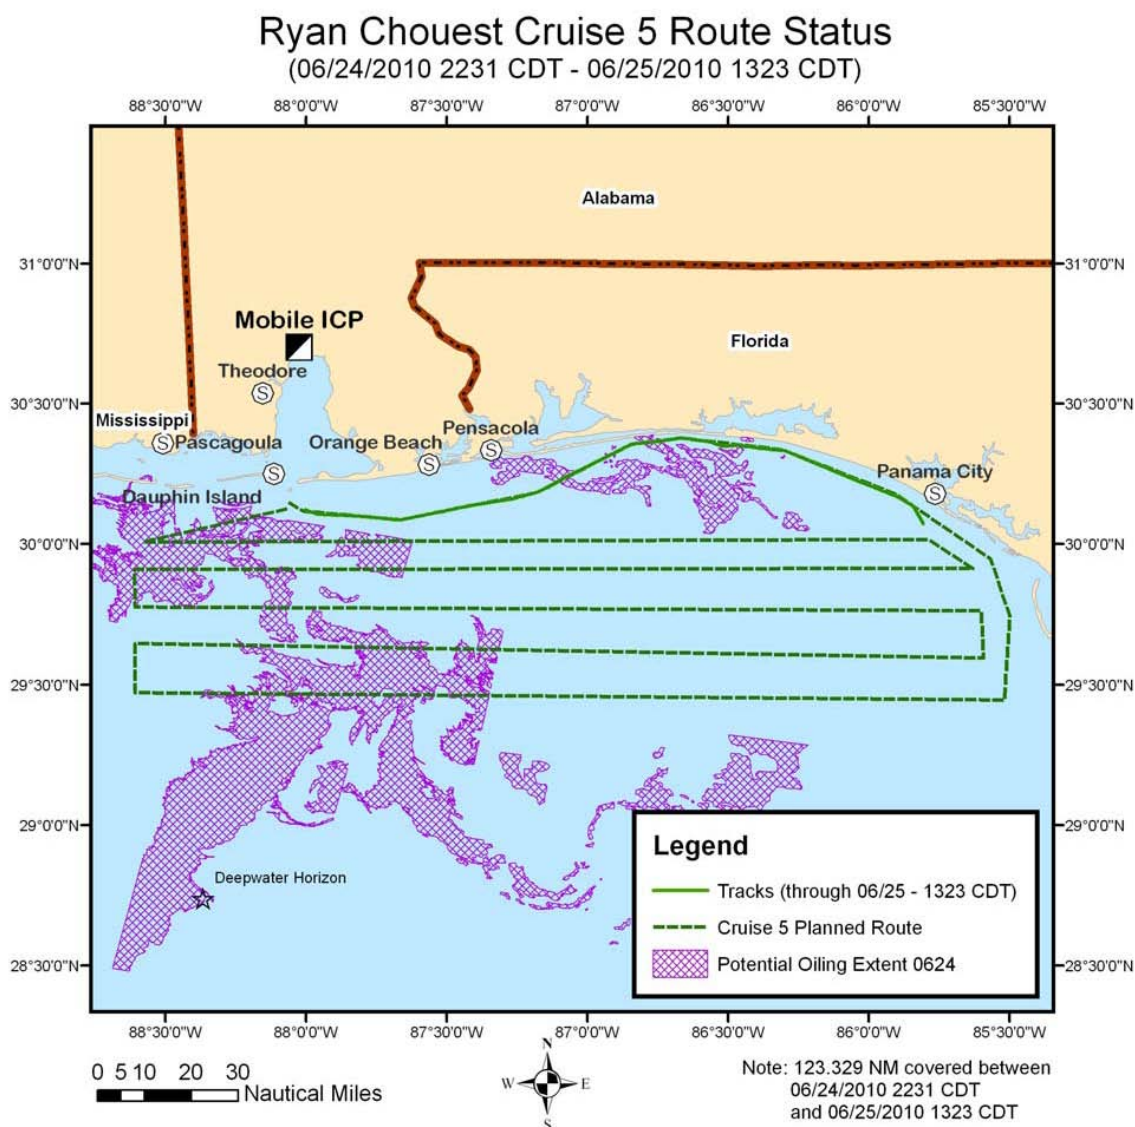 Ryan Chouest Cruise 5 Route Status
(06/24/2010 2231 CDT - 06/25/2010 1323 CDT)
88°30'0"W 88°0'0"W 87°30'0"W 87°0'0"W 86°30'0"W 86°0'0"W 85°30'0"W
Alabama
31°0'0"N 31°0'0"N
Mobile ICP
Florida
Theodore
30°30'0"N 30°30'0"N
Mississippi
Pensacola
S
S Pascagoula Orange Beach S
S S
Panama City
Dauphin Island S
30°0'0"N 30°0'0"N
29°30'0"N 29°30'0"N
29°0'0"N 29°0'0"N
Legend
Deepwater Horizon
Tracks (through 06/25 - 1323 CDT)
Cruise 5 Planned Route
28°30'0"N Potential Oiling Extent 0624 28°30'0"N
88°30'0"W 88°0'0"W 87°30'0"W 87°0'0"W 86°30'0"W 86°0'0"W 85°30'0"W
0 5 10 20 30
Nautical Miles
N
W E
S
Note: 123.329 NM covered between
06/24/2010 2231 CDT
and 06/25/2010 1323 CDT